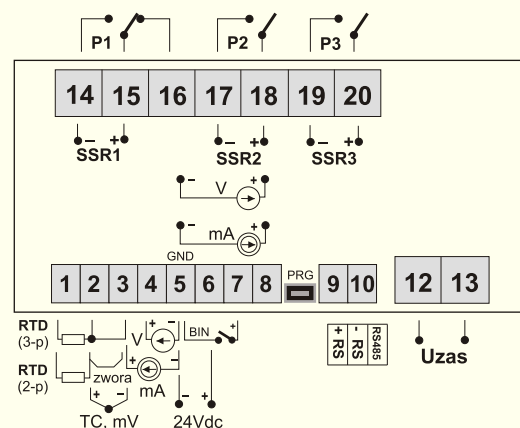 P1 P2 P3
14 15 16 17 18 19 20
- + - + - +
SSR1 SSR2 SSR3
- V +
- mA +
GND
1 2 3 4 5 6 7 8 PRG 9 10 12 13
RTD
(3-p)
V + -
BIN +
+ RS
- RS
RS485
Uzas
RTD
(2-p)
zwora
+ -
mA
+ - - +
TC, mV 24Vdc